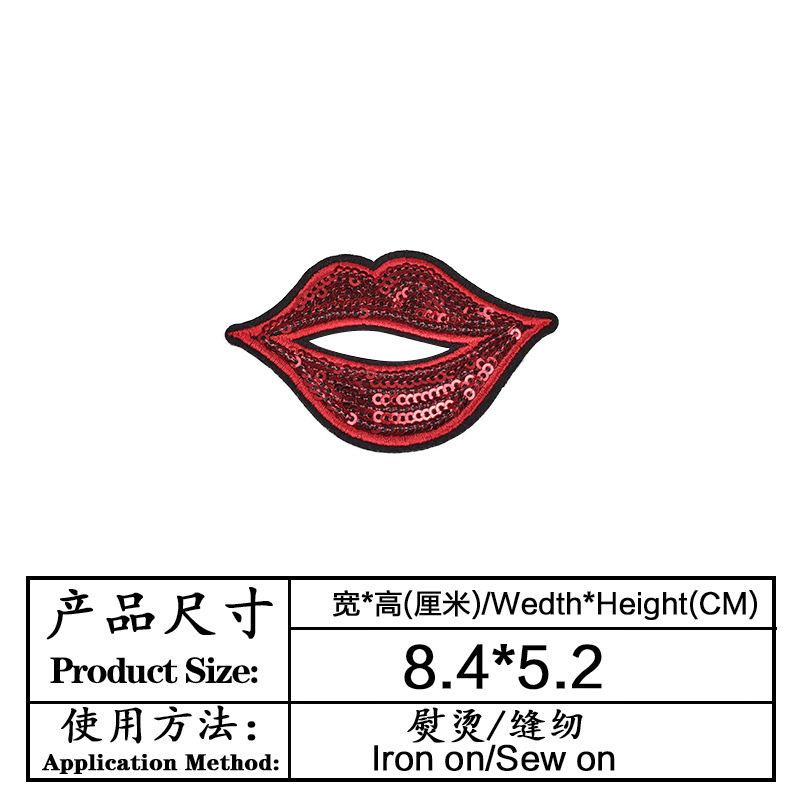 产品尺寸
Product Size:
宽*高(厘米)/Wedth*Height(CM)
8.4*5.2
使用方法：
Application Method:
熨烫/缝纫
Iron on/Sew on